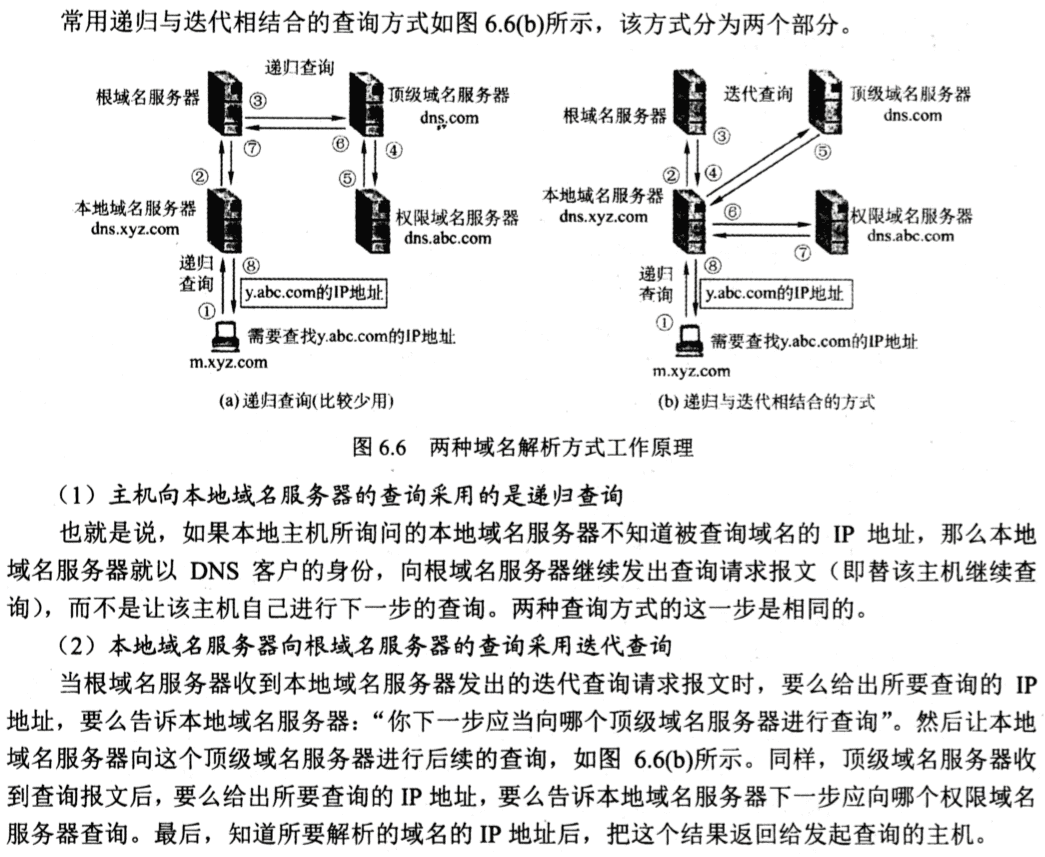 常用递归与迭代相结合的查询方式如图 6.6(b)所示，该方式分为两个部分。
递归查询
根域名服务器
③
顶级域名服务器
dns.com
⑥
④
⑦
②
⑤
本地域名服务器
dns.xyz.com
权限域名服务器
dns.abc.com
递归
查询
⑧
y.abc.com的IP地址
①
需要查找y.abc.com的IP地址
m.xyz.com
(a) 递归查询(比较少用)
迭代查询
顶级域名服务器
dns.com
根域名服务器
③
⑤
②
④
本地域名服务器
dns.xyz.com
⑥
权限域名服务器
dns.abc.com
⑦
⑧
递归
查询
y.abc.com的IP地址
①
需要查找y.abc.com的IP地址
m.xyz.com
(b) 递归与迭代相结合的方式
图 6.6 两种域名解析方式工作原理
（1）主机向本地域名服务器的查询采用的是递归查询
也就是说，如果本地主机所询问的本地域名服务器不知道被查询域名的 IP 地址，那么本地
域名服务器就以 DNS 客户的身份，向根域名服务器继续发出查询请求报文（即替该主机继续查
询），而不是让该主机自己进行下一步的查询。两种查询方式的这一步是相同的。
（2）本地域名服务器向根域名服务器的查询采用迭代查询
当根域名服务器收到本地域名服务器发出的迭代查询请求报文时，要么给出所要查询的 IP
地址，要么告诉本地域名服务器：“你下一步应当向哪个顶级域名服务器进行查询”。然后让本地
域名服务器向这个顶级域名服务器进行后续的查询，如图 6.6(b)所示。同样，顶级域名服务器收
到查询报文后，要么给出所要查询的 IP 地址，要么告诉本地域名服务器下一步应向哪个权限域名
服务器查询。最后，知道所要解析的域名的 IP 地址后，把这个结果返回给发起查询的主机。